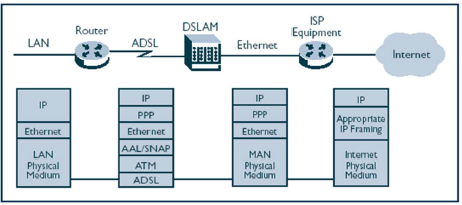 LAN
Router
ADSL
DSLAM
Ethernet
ISP
Equipment
Internet
IP
Ethernet
LAN
Physical
Medium
IP
PPP
Ethernet
AAL/SNAP
ATM
ADSL
IP
PPP
Ethernet
MAN
Physical
Medium
IP
Appropriate
IP Framing
Internet
Physical
Medium